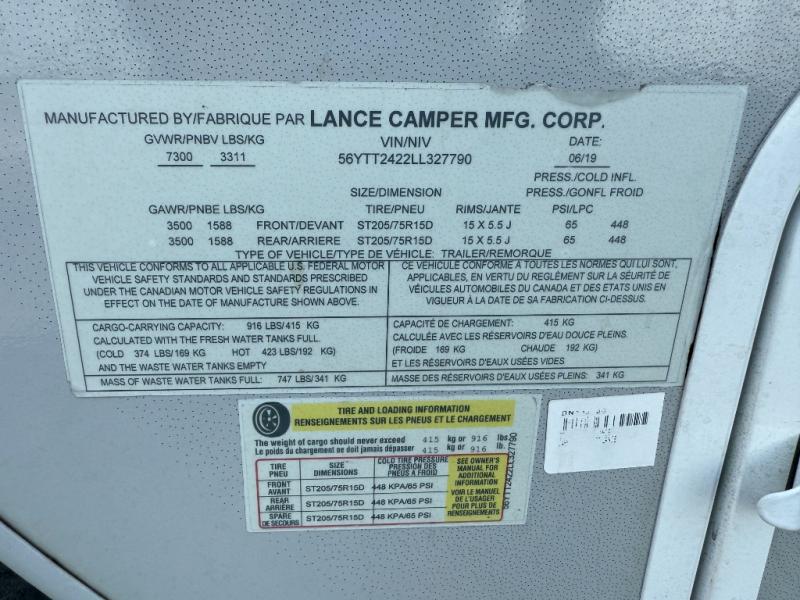 MANUFACTURED BY/FABRIQUE PAR LANCE CAMPER MFG. CORP.
GVWR/PNBV LBS/KG VIN/NIV DATE:
7300 3311 56YTT2422LL327790 06/19
PRESS./COLD INFL.
SIZE/DIMENSION PRESS./GONFL FROID
GAWR/PNBE LBS/KG TIRE/PNEU RIMS/JANTE PSI/LPC
3500 1588 FRONT/DEVANT ST205/75R15D 15 X 5.5 J 65 448
3500 1588 REAR/ARRIERE ST205/75R15D 15 X 5.5 J 65 448
TYPE OF VEHICLE/TYPE DE VÉHICULE: TRAILER/REMORQUE
THIS VEHICLE CONFORMS TO ALL APPLICABLE U.S. FEDERAL MOTOR
VEHICLE SAFETY STANDARDS AND STANDARDS PRESCRIBED
UNDER THE CANADIAN MOTOR VEHICLE SAFETY REGULATIONS IN
EFFECT ON THE DATE OF MANUFACTURE SHOWN ABOVE.
CE VÉHICULE CONFORME À TOUTES LES NORMES QUI LUI SONT
APPLICABLES, EN VERTU DU REGLMENT SUR LA SÉURITÉ DE
VÉICULES AUTOMOBILES DU CANADA ET DES ETATS UNIS EN
VIGUEUR À LA DATE DE SA FABRICATION CI-DESSUS.
CARGO-CARRYING CAPACITY: 916 LBS/415 KG
CALCULATED WITH THE FRESH WATER TANKS FULL.
(COLD 374 LBS/169 KG HOT 423 LBS/192 KG)
AND THE WASTE WATER TANKS EMPTY
CAPACITÉ DE CHARGEMENT: 415 KG
CALCULÉE AVEC LES RÉSERVOIRS D'EAU DOUCE PLEINS.
(FROIDE 169 KG CHAUDE 192 KG)
ET LES RÉSERVOIRS D'EAUX USÉES VIDES
MASS OF WASTE WATER TANKS FULL: 747 LBS/341 KG
MASSE DES RÉSERVOIRS D'EAUX USÉES PLEINS: 341 KG
TIRE AND LOADING INFORMATION
RENSEIGNEMENTS SUR LES PNEUS ET LE CHARGEMENT
The weight of cargo should never exceed 415 kg or 916 lbs.
Le poids du chargement ne doit jamais dépasser 415 kg or 916 lb.
TIRE SIZE COLD TIRE PRESSURE
PNEU DIMENSIONS PRESSION DES
PNEUS A FROID
FRONT
AVANT ST205/75R15D 448 KPA/65 PSI
REAR
ARRIÈRE ST205/75R15D 448 KPA/65 PSI
SPARE
DE SECOURS ST205/75R15D 448 KPA/65 PSI
SEE OWNER'S
MANUAL FOR
ADDITIONAL
INFORMATION
VOIR LE MANUEL
DE L'USAGER
POUR PLUS DE
RENSEIGNEMENTS
56YTT2422LL327790